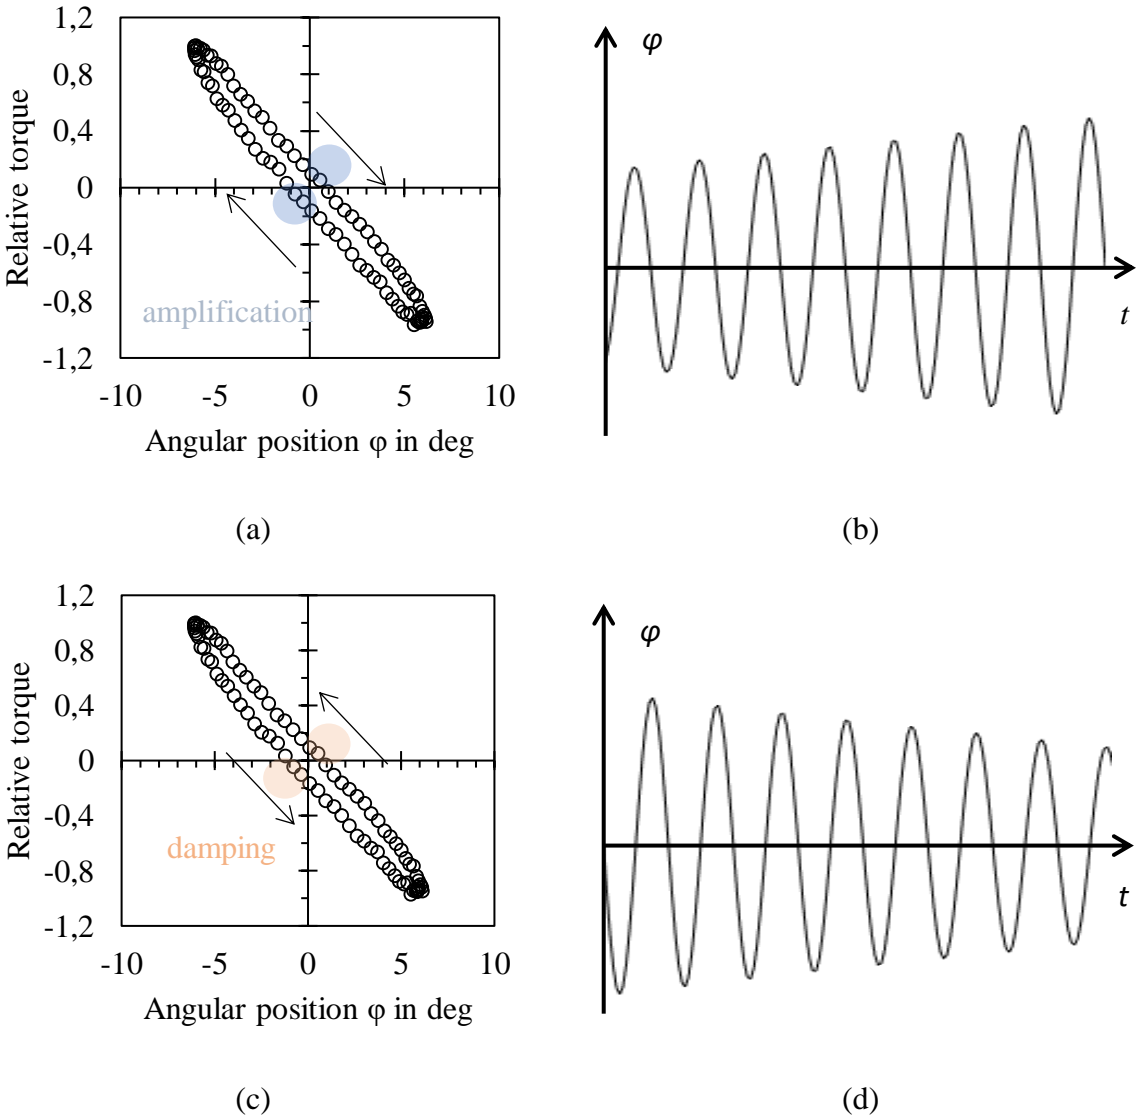 1,2
0,8
0,4
0
-0,4
-0,8
-1,2
-10 -5 0 5 10
Relative torque
Angular position φ in deg
amplification
(a)
φ
t
(b)
1,2
0,8
0,4
0
-0,4
-0,8
-1,2
-10 -5 0 5 10
Relative torque
Angular position φ in deg
damping
(c)
φ
t
(d)